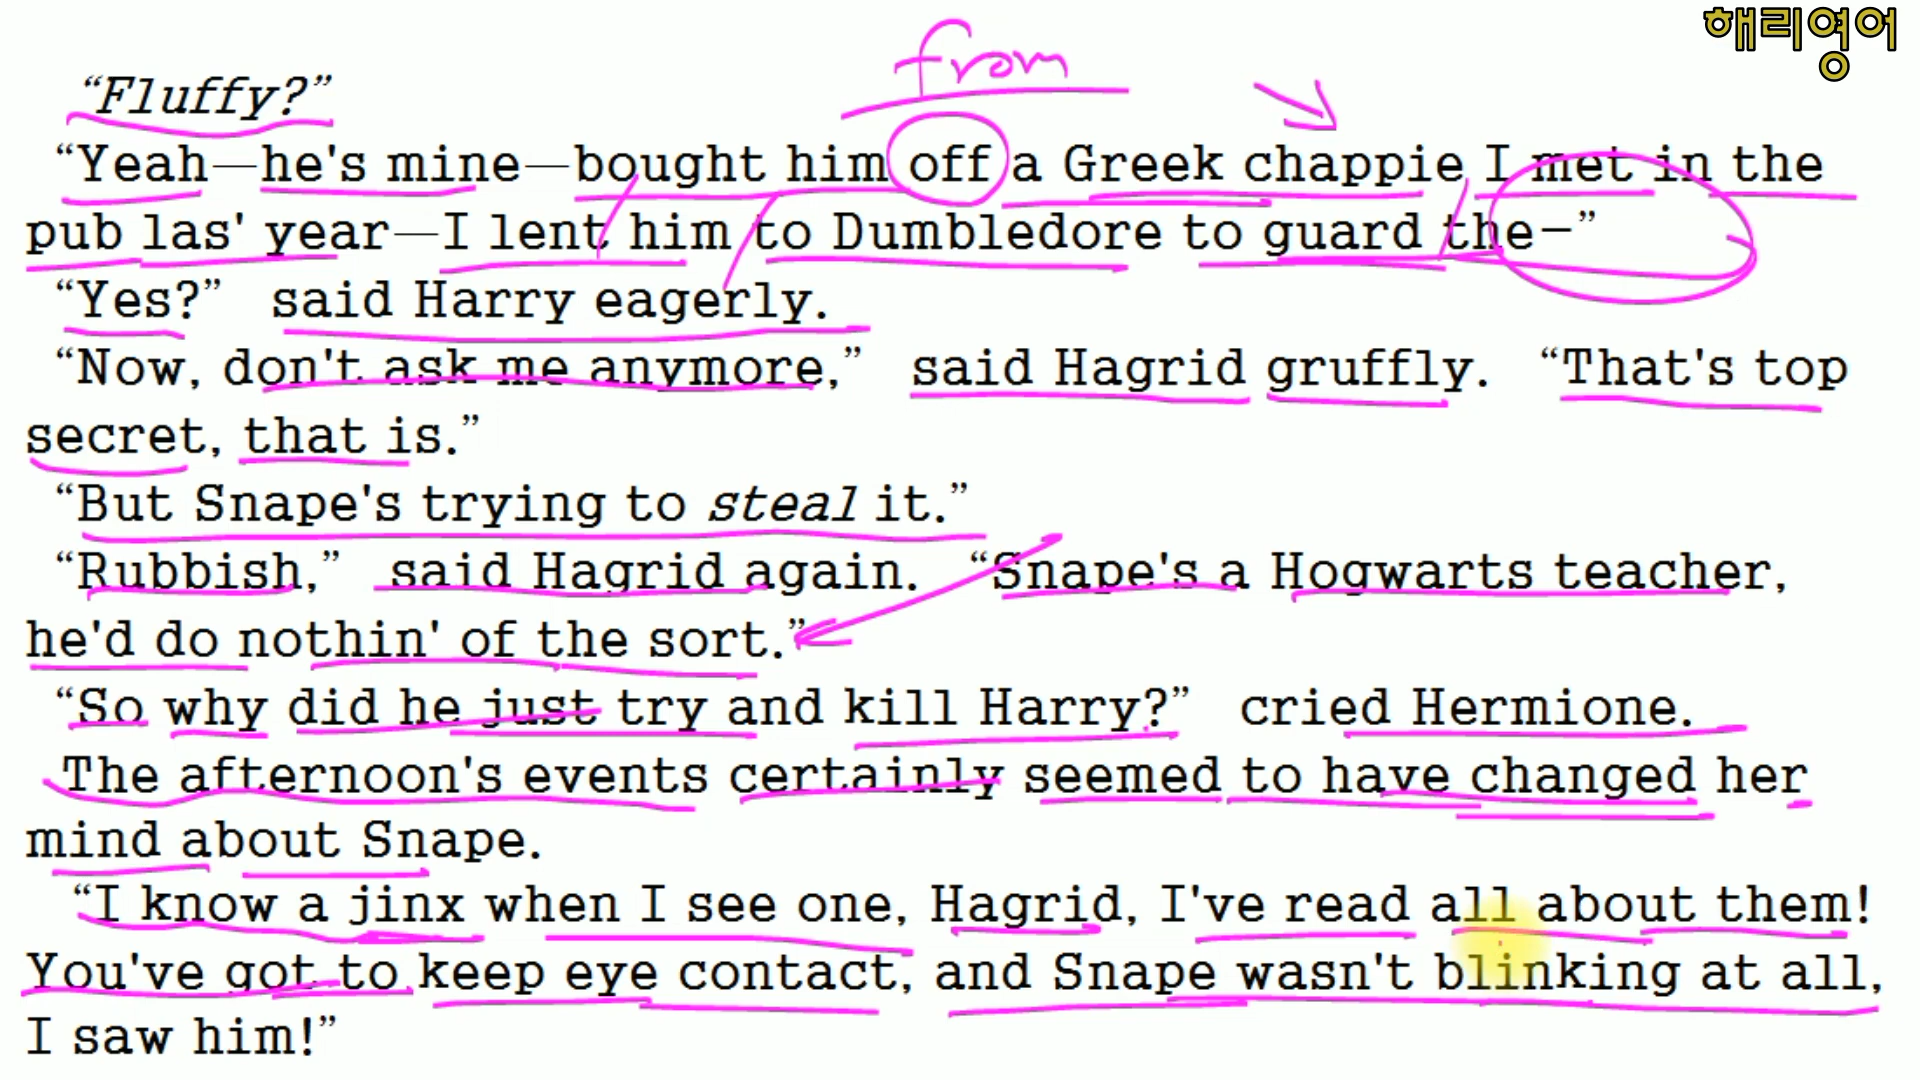 해리영어
from
“Fluffy?”
“Yeah—he's mine—bought him off a Greek chappie I met in the
pub las' year—I lent him to Dumbledore to guard the—”
“Yes?” said Harry eagerly.
“Now, don't ask me anymore,” said Hagrid gruffly. “That's top
secret, that is.”
“But Snape's trying to steal it.”
“Rubbish,” said Hagrid again. “Snape's a Hogwarts teacher,
he'd do nothin' of the sort.”
“So why did he just try and kill Harry?” cried Hermione.
The afternoon's events certainly seemed to have changed her
mind about Snape.
“I know a jinx when I see one, Hagrid, I've read all about them!
You've got to keep eye contact, and Snape wasn't blinking at all,
I saw him!”